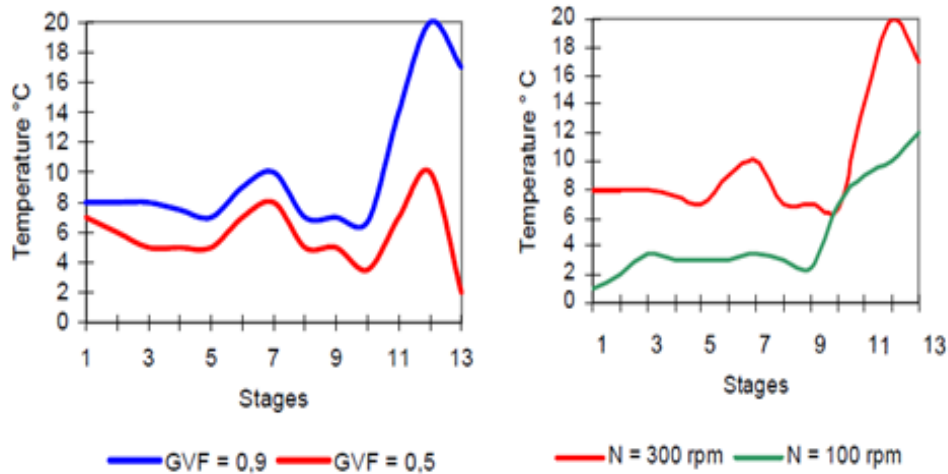 Temperature °C
20
18
16
14
12
10
8
6
4
2
0
1 3 5 7 9 11 13
Stages
GVF = 0,9 GVF = 0,5
Temperature ° C
20
18
16
14
12
10
8
6
4
2
0
1 3 5 7 9 11 13
Stages
N = 300 rpm N = 100 rpm